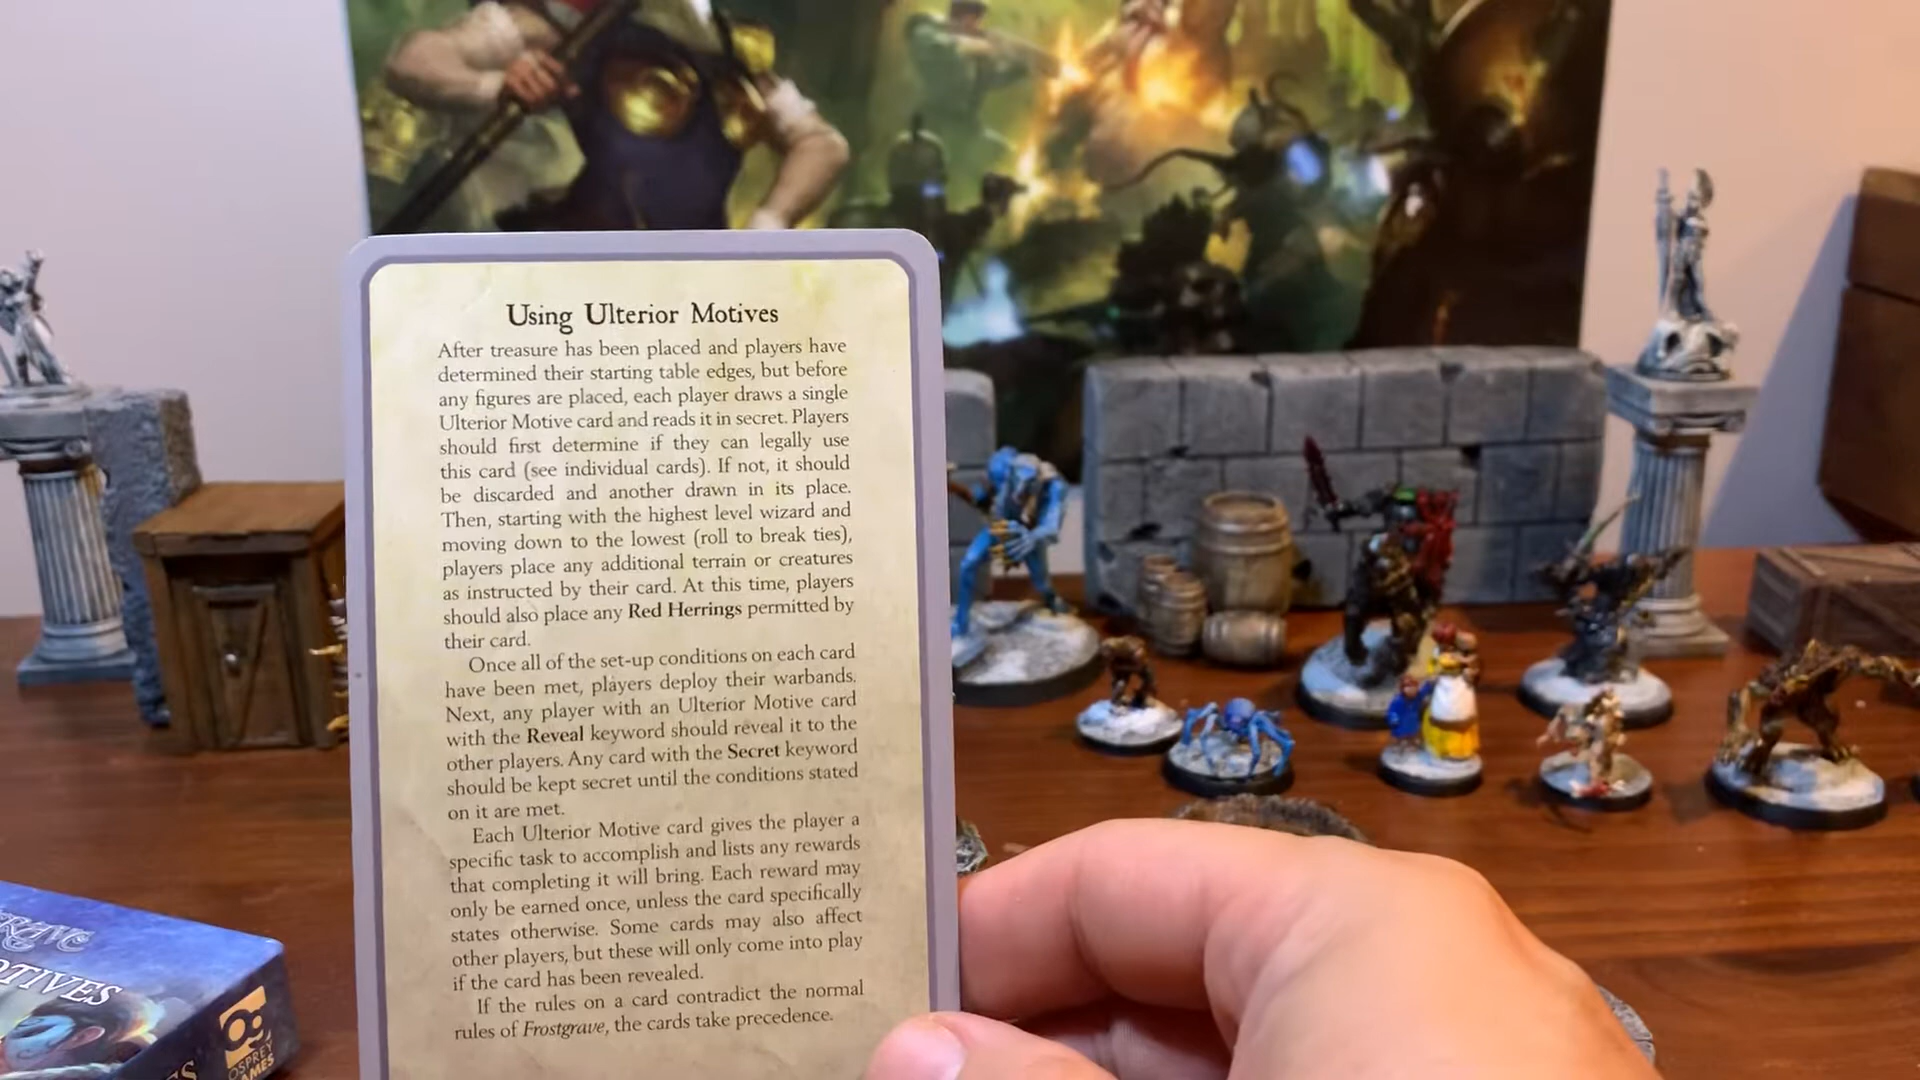 Using Ulterior Motives
After treasure has been placed and players have
determined their starting table edges, but before
any figures are placed, each player draws a single
Ulterior Motive card and reads it in secret. Players
should first determine if they can legally use
this card (see individual cards). If not, it should
be discarded and another drawn in its place.
Then, starting with the highest level wizard and
moving down to the lowest (roll to break ties),
players place any additional terrain or creatures
as instructed by their card. At this time, players
should also place any Red Herrings permitted by
their card.
Once all of the set-up conditions on each card
have been met, players deploy their warbands.
Next, any player with an Ulterior Motive card
with the Reveal keyword should reveal it to the
other players. Any card with the Secret keyword
should be kept secret until the conditions stated
on it are met.
Each Ulterior Motive card gives the player a
specific task to accomplish and lists any rewards
that completing it will bring. Each reward may
only be earned once, unless the card specifically
states otherwise. Some cards may also affect
other players, but these will only come into play
if the card has been revealed.
If the rules on a card contradict the normal
rules of Frostgrave, the cards take precedence.
OTIVES
OSPREY
GAMES